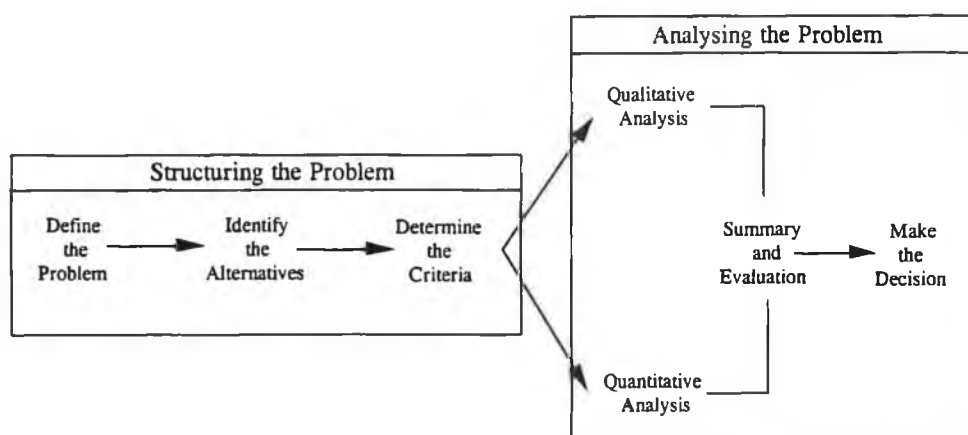 Structuring the Problem
Define
the
Problem
Identify
the
Alternatives
Determine
the
Criteria
Analysing the Problem
Qualitative
Analysis
Quantitative
Analysis
Summary
and
Evaluation
Make
the
Decision